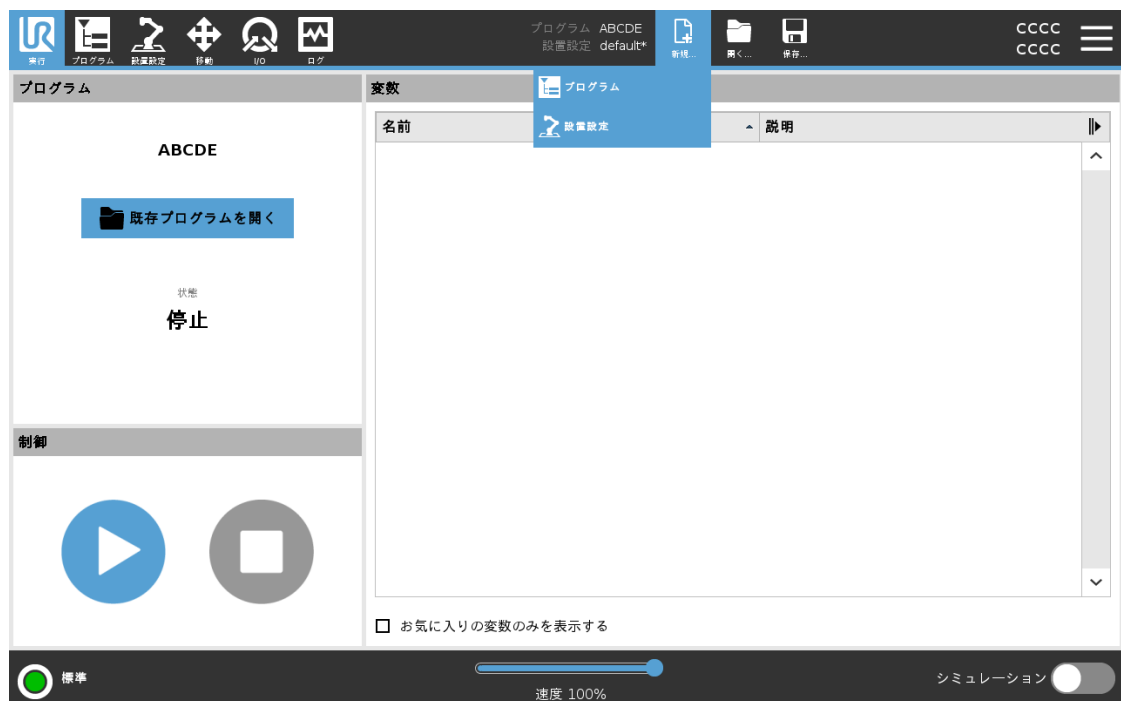 実行
プログラム
設置設定
移動
I/O
ログ
プログラム ABCDE
設置設定 default*
新規...
開く...
保存...
CCCC
CCCC
プログラム
設置設定
プログラム
ABCDE
既存プログラムを開く
状態
停止
変数
名前
説明
お気に入りの変数のみを表示する
制御
標準
速度 100%
シミュレーション